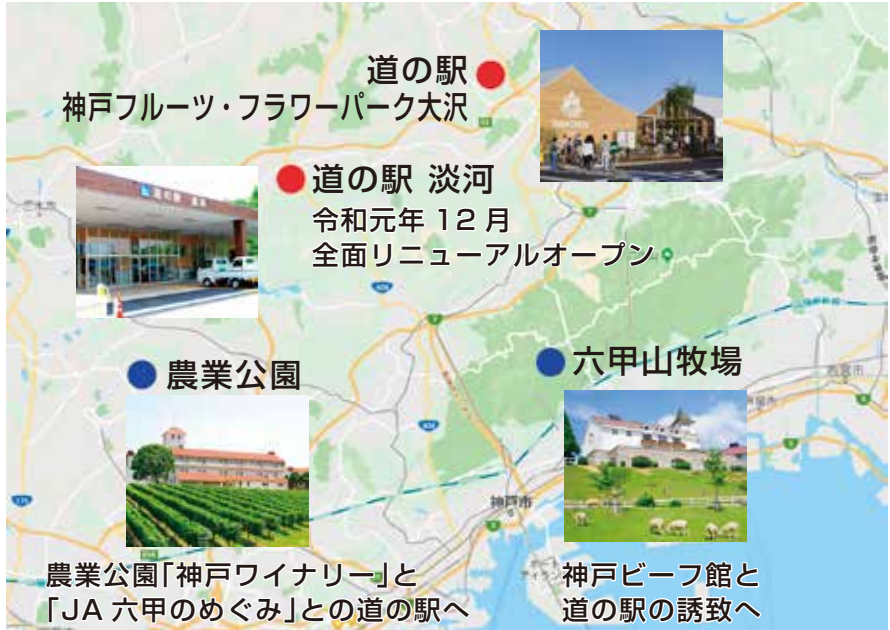 道の駅
神戸フルーツ・フラワーパーク大沢
道の駅 淡河
令和元年 12 月
全面リニューアルオープン
農業公園
六甲山牧場
神戸市
農業公園「神戸ワイナリー」と
「JA 六甲のめぐみ」との道の駅へ
神戸ビーフ館と
道の駅の誘致へ